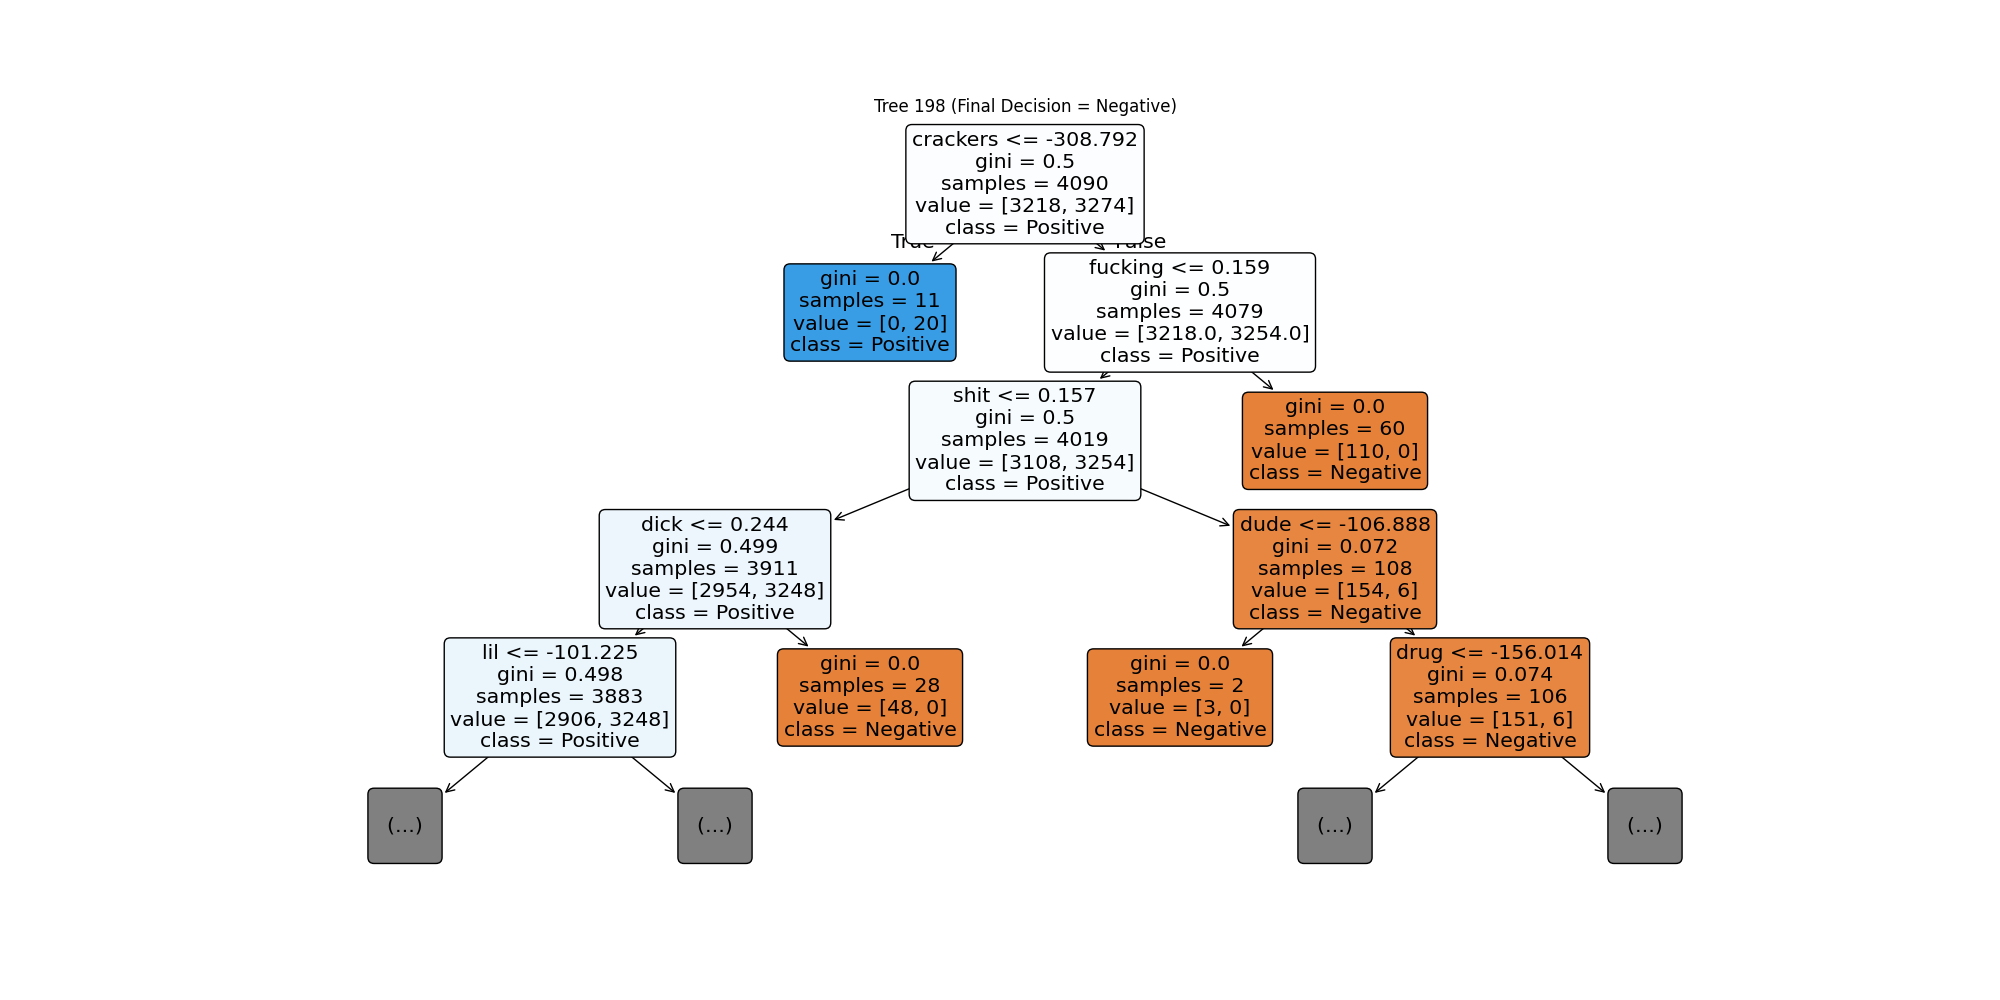 Tree 198 (Final Decision = Negative)
crackers <= -308.792
gini = 0.5
samples = 4090
value = [3218, 3274]
class = Positive
True
False
gini = 0.0
samples = 11
value = [0, 20]
class = Positive
fucking <= 0.159
gini = 0.5
samples = 4079
value = [3218.0, 3254.0]
class = Positive
shit <= 0.157
gini = 0.5
samples = 4019
value = [3108, 3254]
class = Positive
gini = 0.0
samples = 60
value = [110, 0]
class = Negative
dick <= 0.244
gini = 0.499
samples = 3911
value = [2954, 3248]
class = Positive
dude <= -106.888
gini = 0.072
samples = 108
value = [154, 6]
class = Negative
lil <= -101.225
gini = 0.498
samples = 3883
value = [2906, 3248]
class = Positive
gini = 0.0
samples = 28
value = [48, 0]
class = Negative
gini = 0.0
samples = 2
value = [3, 0]
class = Negative
drug <= -156.014
gini = 0.074
samples = 106
value = [151, 6]
class = Negative
(...)
(...)
(...)
(...)